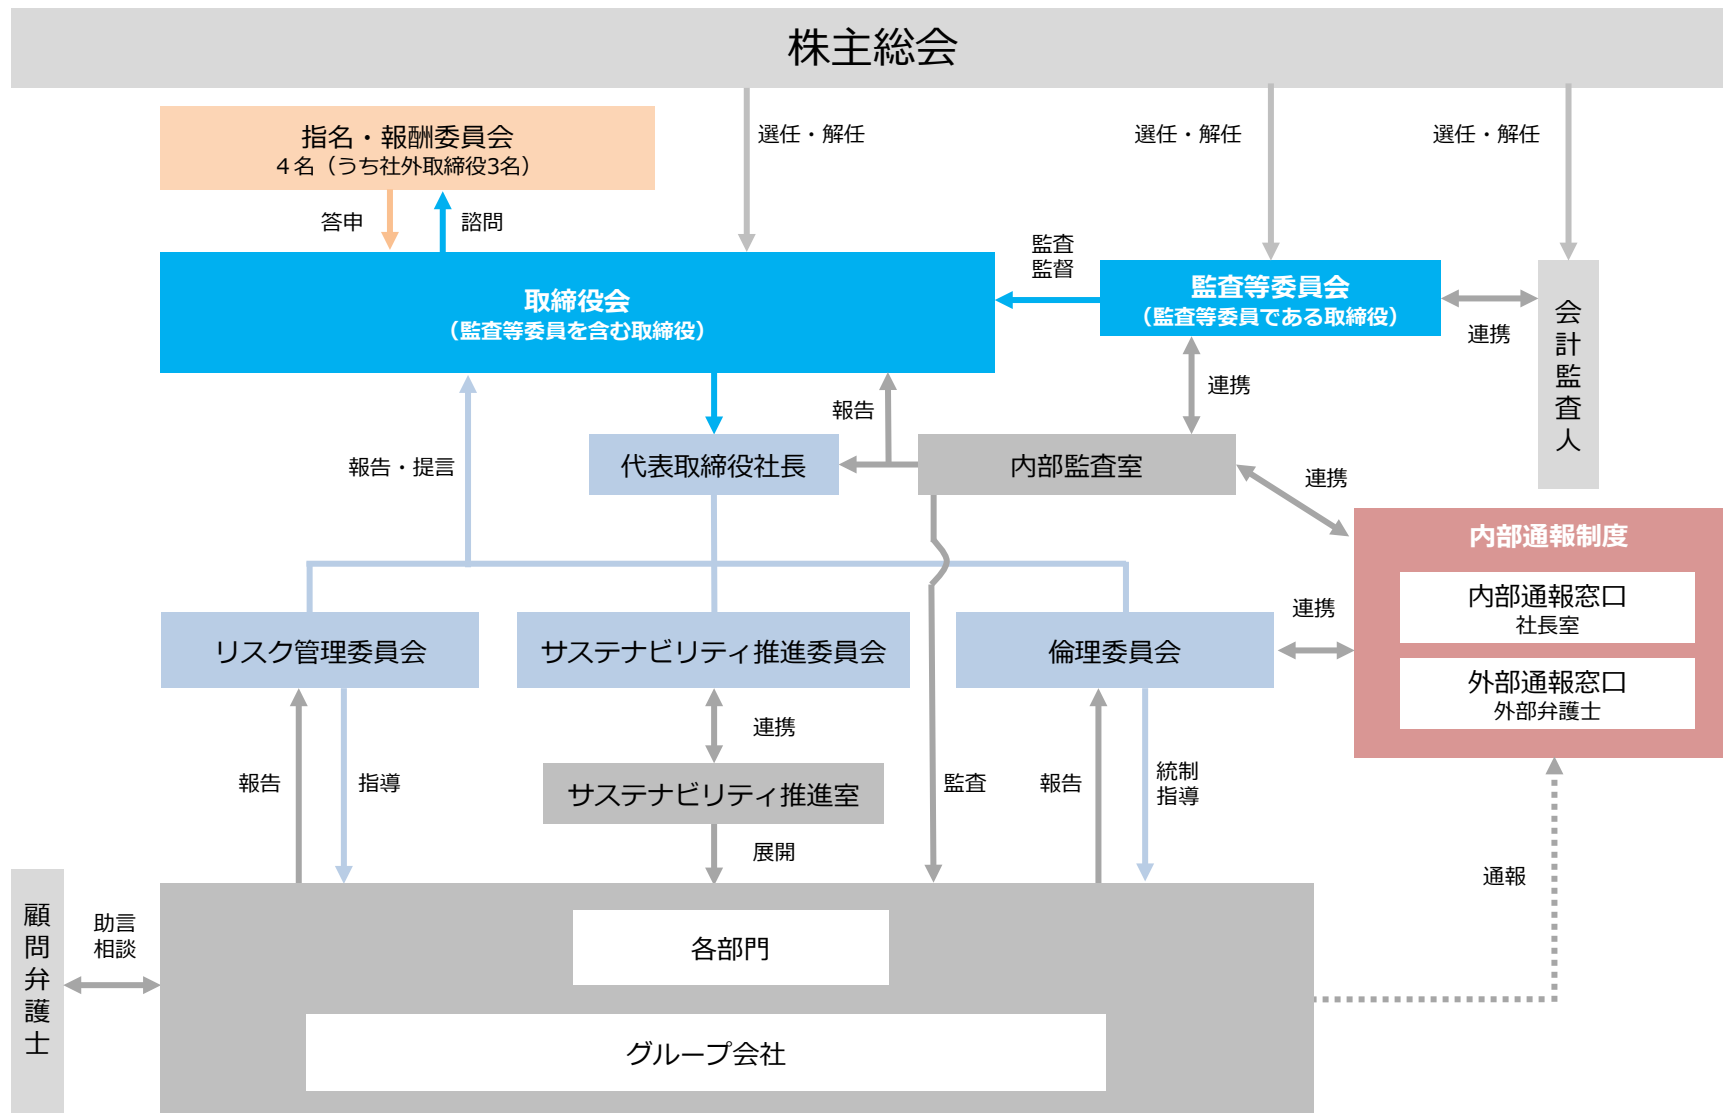 株主総会
指名・報酬委員会
４名（うち社外取締役3名）
選任・解任
選任・解任
選任・解任
答申
諮問
監査
監督
取締役会
（監査等委員を含む取締役）
監査等委員会
（監査等委員である取締役）
連携
会計監査人
連携
報告
報告・提言
代表取締役社長
内部監査室
連携
内部通報制度
内部通報窓口
社長室
外部通報窓口
外部弁護士
連携
リスク管理委員会
サステナビリティ推進委員会
倫理委員会
連携
報告
指導
サステナビリティ推進室
監査
報告
統制
指導
展開
通報
顧問弁護士
助言
相談
各部門
グループ会社